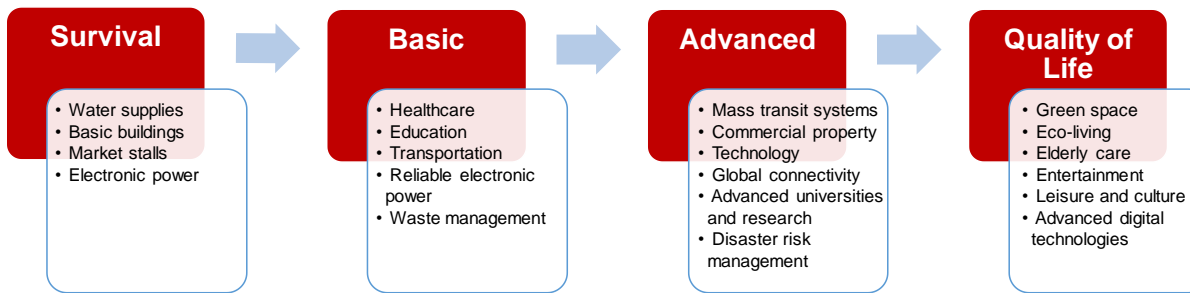 Survival
• Water supplies
• Basic buildings
• Market stalls
• Electronic power
Basic
• Healthcare
• Education
• Transportation
• Reliable electronic
power
• Waste management
Advanced
• Mass transit systems
• Commercial property
• Technology
• Global connectivity
• Advanced universities
and research
• Disaster risk
management
Quality of
Life
• Green space
• Eco-living
• Elderly care
• Entertainment
• Leisure and culture
• Advanced digital
technologies